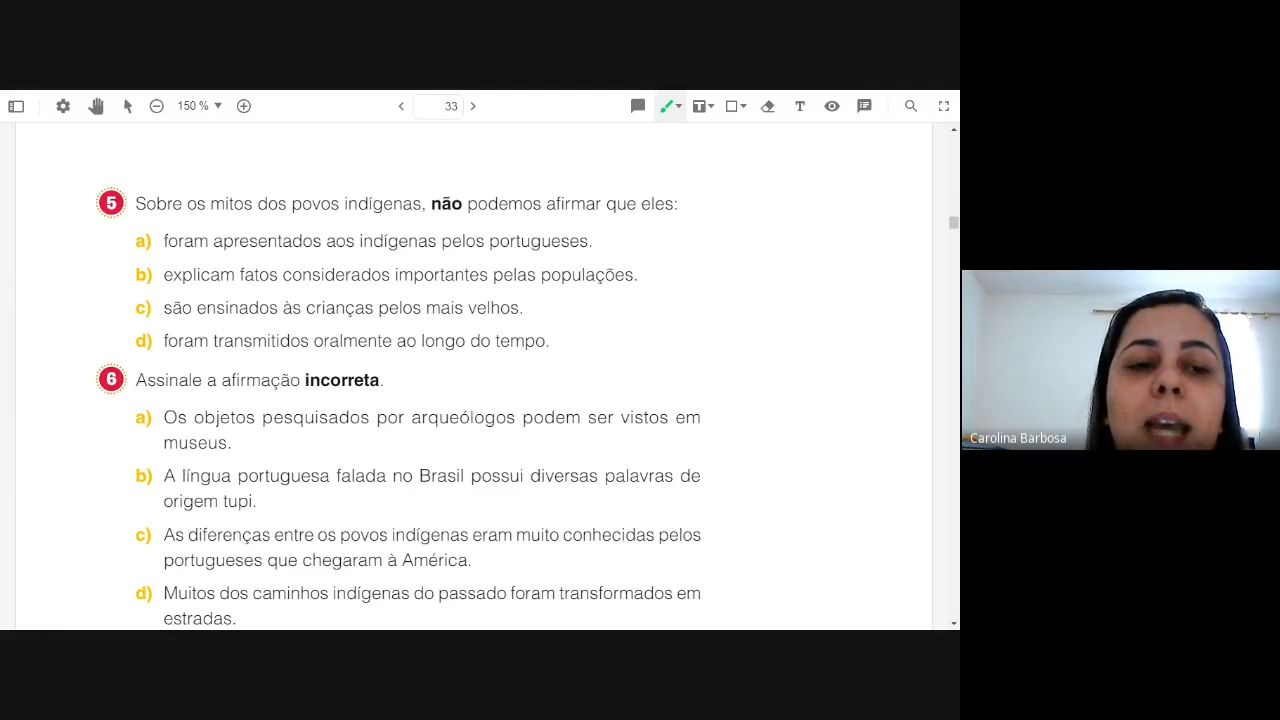 150 %
33
T
T
5 Sobre os mitos dos povos indígenas, não podemos afirmar que eles:
a) foram apresentados aos indígenas pelos portugueses.
b) explicam fatos considerados importantes pelas populações.
c) são ensinados às crianças pelos mais velhos.
d) foram transmitidos oralmente ao longo do tempo.
6 Assinale a afirmação incorreta.
a) Os objetos pesquisados por arqueólogos podem ser vistos em
museus.
b) A língua portuguesa falada no Brasil possui diversas palavras de
origem tupi.
c) As diferenças entre os povos indígenas eram muito conhecidas pelos
portugueses que chegaram à América.
d) Muitos dos caminhos indígenas do passado foram transformados em
estradas.
Carolina Barbosa